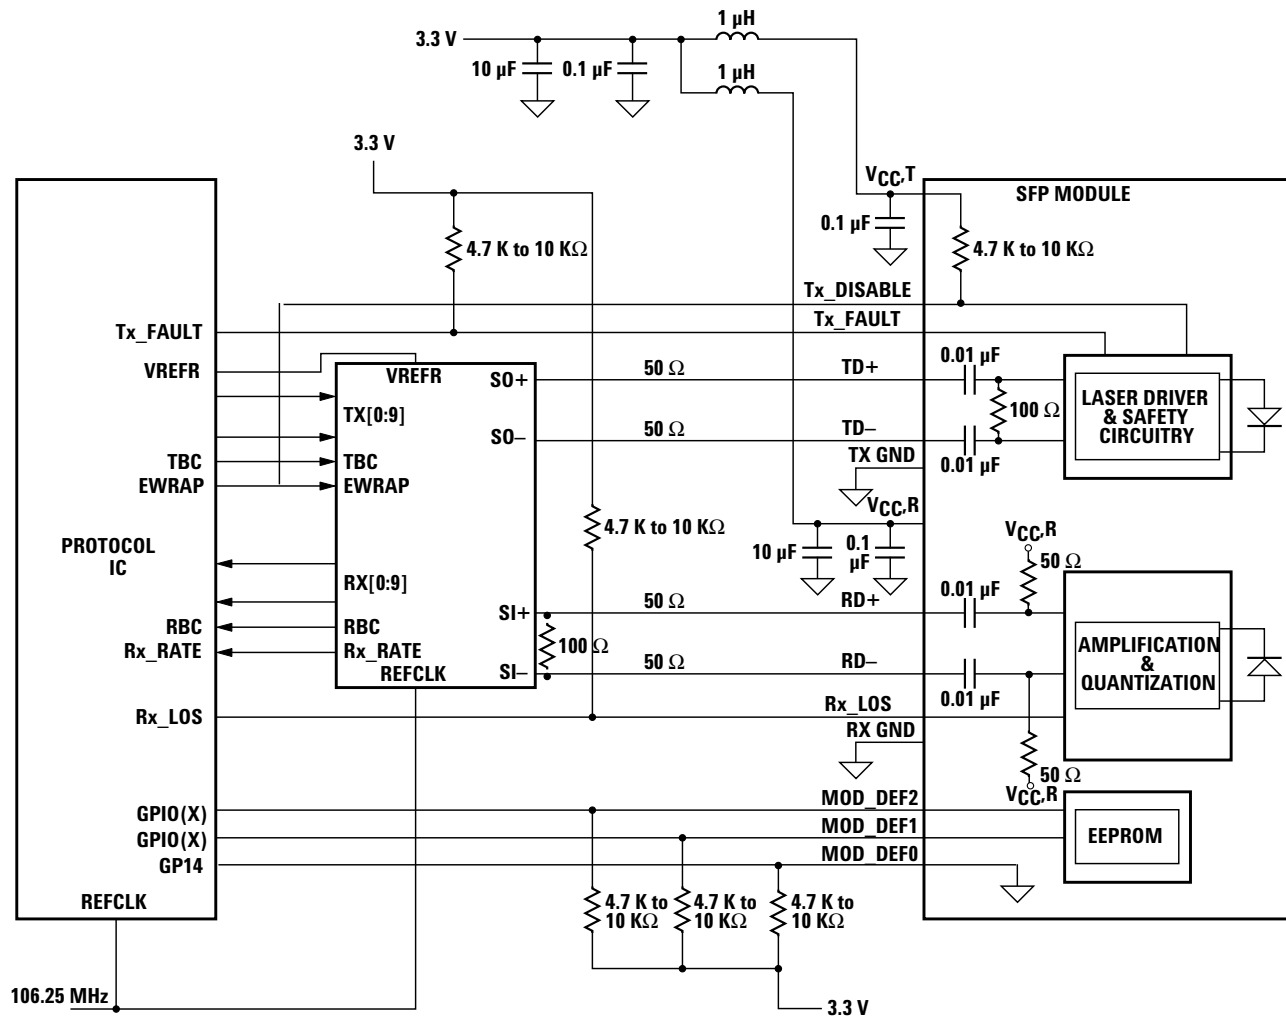 1 µH
3.3 V
10 µF
0.1 µF
1 µH
3.3 V
V_CC,T
SFP MODULE
0.1 µF
4.7 K to 10 KΩ
4.7 K to 10 KΩ
Tx_DISABLE
Tx_FAULT
Tx_FAULT
VREFR
VREFR
SO+
50 Ω
TD+
0.01 µF
TX[0:9]
100 Ω
LASER DRIVER
& SAFETY
CIRCUITRY
SO–
50 Ω
TD–
0.01 µF
TX GND
TBC
TBC
EWRAP
EWRAP
V_CC,R
4.7 K to 10 KΩ
10 µF
0.1
µF
V_CC,R
50 Ω
PROTOCOL
IC
RX[0:9]
SI+
50 Ω
RD+
0.01 µF
RBC
RBC
100 Ω
Rx_RATE
Rx_RATE
REFCLK
SI–
50 Ω
RD–
0.01 µF
AMPLIFICATION
&
QUANTIZATION
Rx_LOS
Rx_LOS
RX GND
50 Ω
V_CC,R
GPIO(X)
MOD_DEF2
GPIO(X)
MOD_DEF1
EEPROM
GP14
MOD_DEF0
REFCLK
4.7 K to
10 KΩ
4.7 K to
10 KΩ
4.7 K to
10 KΩ
106.25 MHz
3.3 V